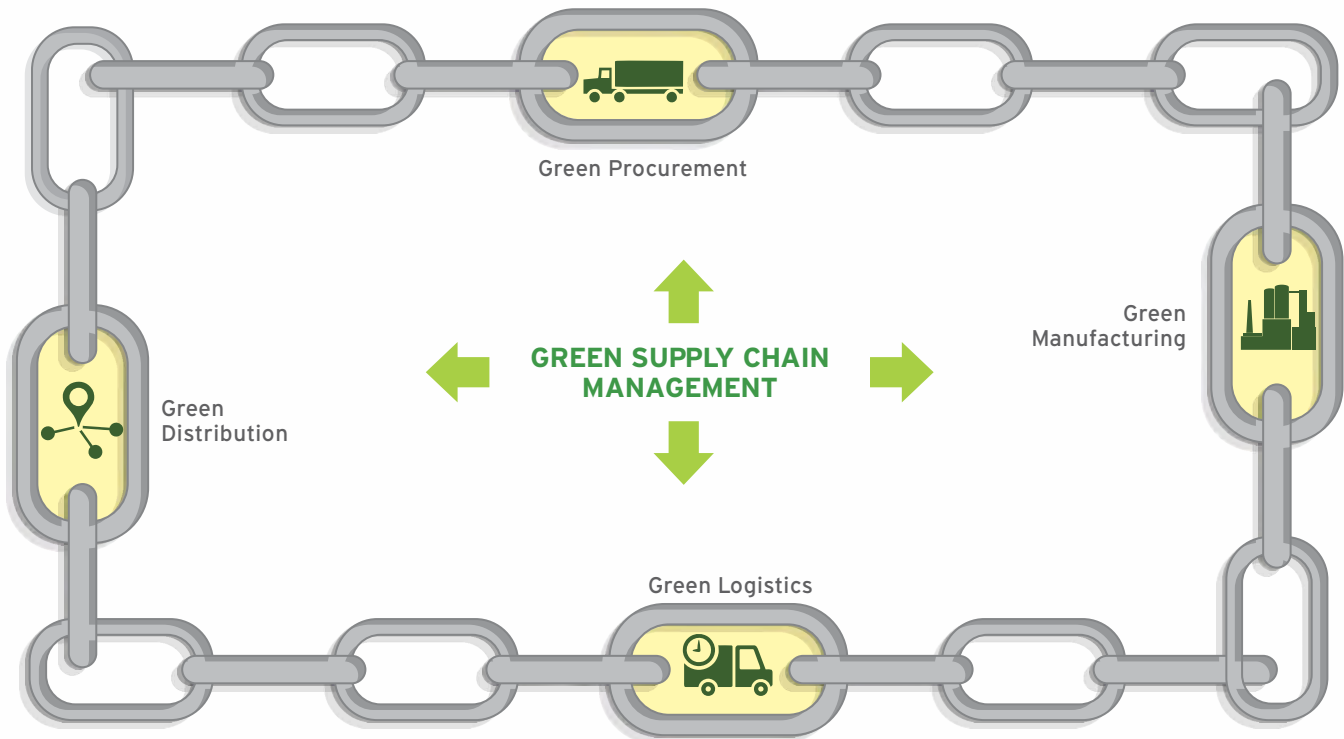 Green Procurement
Green
Manufacturing
GREEN SUPPLY CHAIN
MANAGEMENT
Green
Distribution
Green Logistics